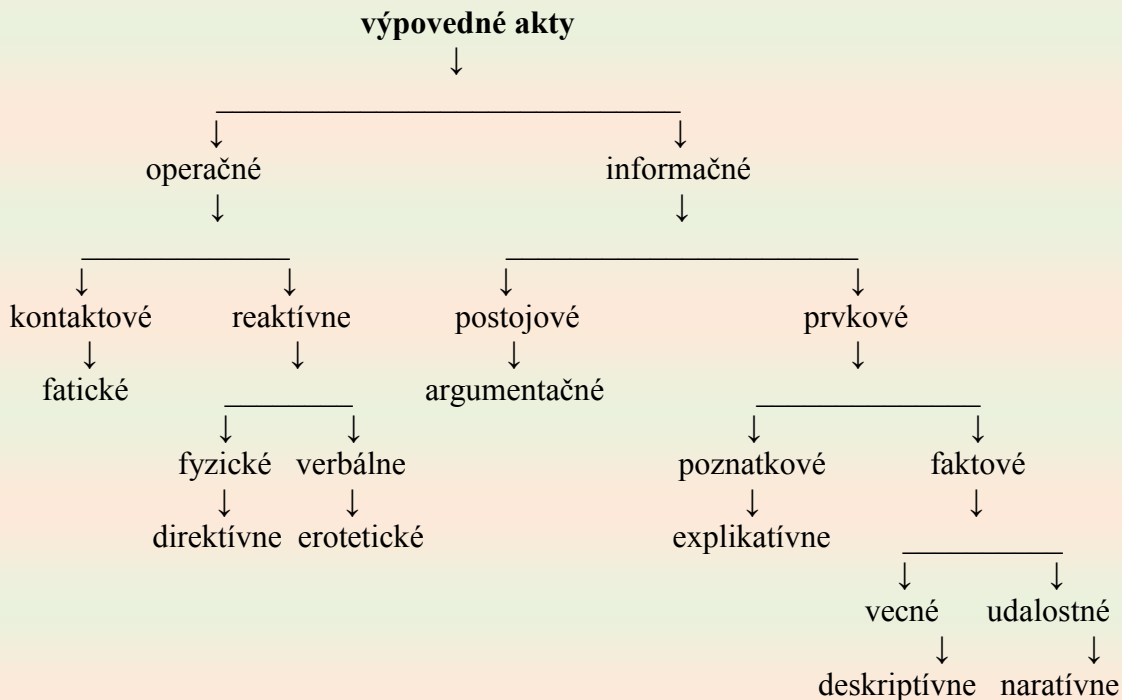 výpovedné akty
↓
↓ ↓
operačné informačné
↓ ↓
↓ ↓ ↓ ↓
kontaktové reaktívne postojové prvkové
↓ ↓ ↓ ↓
fatické argumentačné
↓ ↓ ↓ ↓
fyzické verbálne poznatkové faktové
↓ ↓ ↓ ↓
direktívne erotetické explikatívne
↓ ↓
vecné udalostné
↓ ↓
deskriptívne naratívne